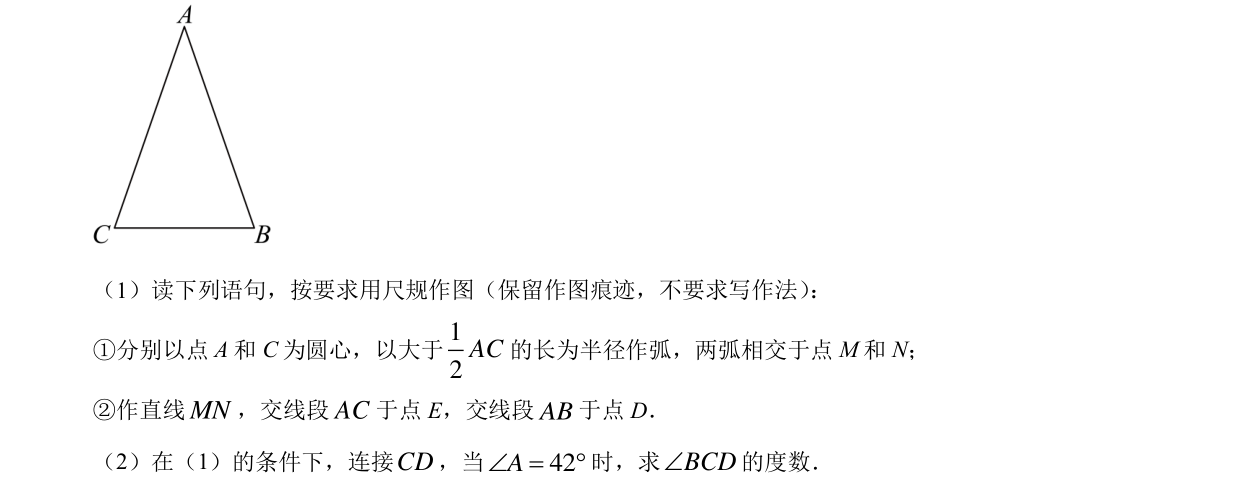 A
C
B
（1）读下列语句，按要求用尺规作图（保留作图痕迹，不要求写作法）：
①分别以点 A 和 C 为圆心，以大于 1/2 AC 的长为半径作弧，两弧相交于点 M 和 N；
②作直线 MN ，交线段 AC 于点 E，交线段 AB 于点 D．
（2）在（1）的条件下，连接 CD ，当 ∠A = 42° 时，求 ∠BCD 的度数．